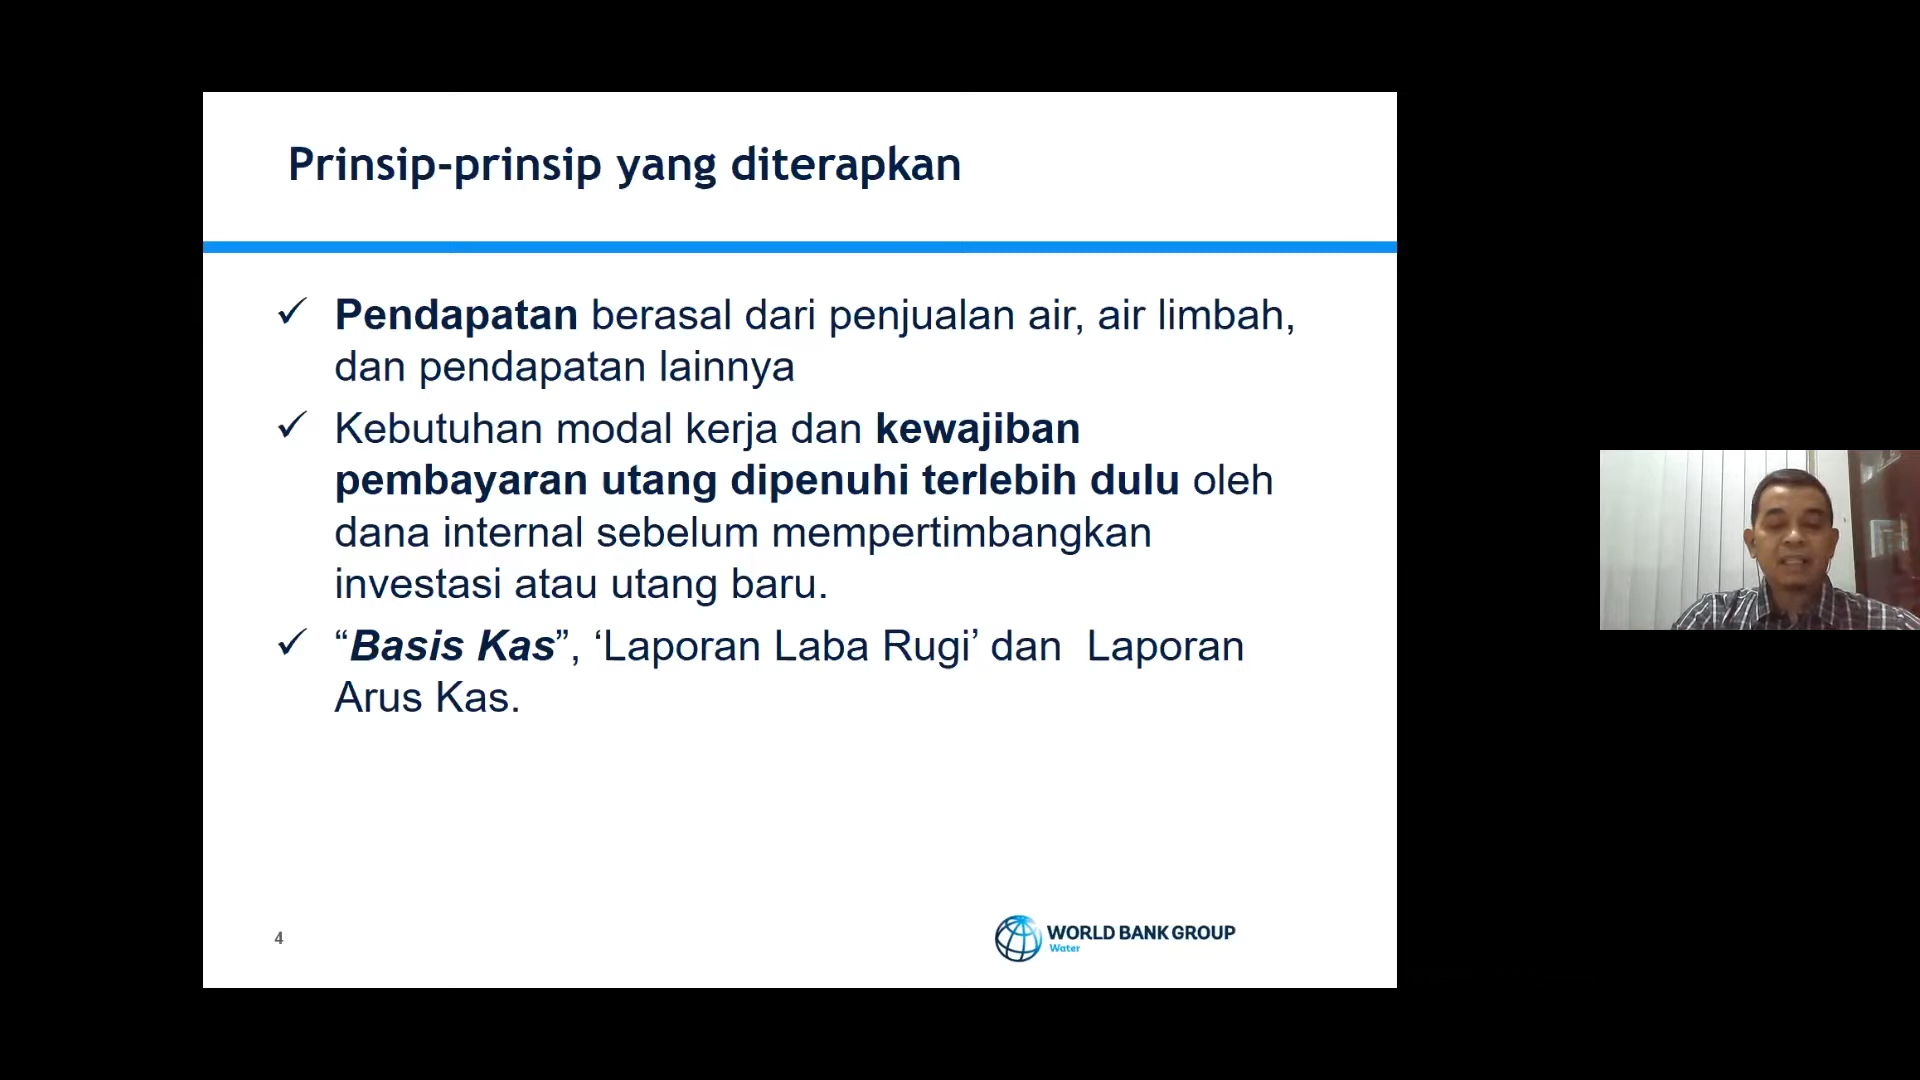 Prinsip-prinsip yang diterapkan
✓ Pendapatan berasal dari penjualan air, air limbah,
dan pendapatan lainnya
✓ Kebutuhan modal kerja dan kewajiban
pembayaran utang dipenuhi terlebih dulu oleh
dana internal sebelum mempertimbangkan
investasi atau utang baru.
✓ “Basis Kas”, ‘Laporan Laba Rugi’ dan  Laporan
Arus Kas.
4
WORLD BANK GROUP
Water